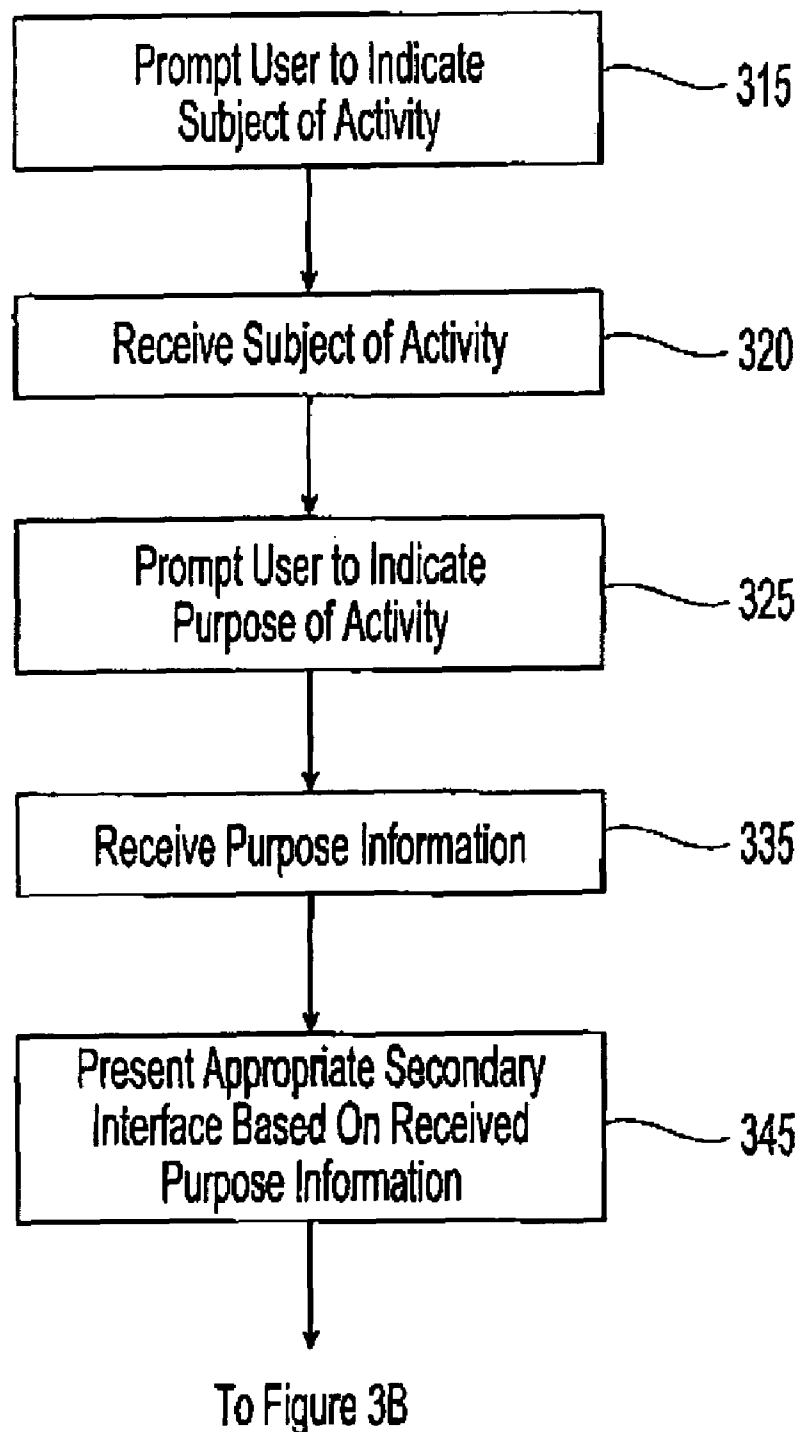 Prompt User to Indicate
Subject of Activity
315
Receive Subject of Activity
320
Prompt User to Indicate
Purpose of Activity
325
Receive Purpose Information
335
Present Appropriate Secondary
Interface Based On Received
Purpose Information
345
To Figure 3B